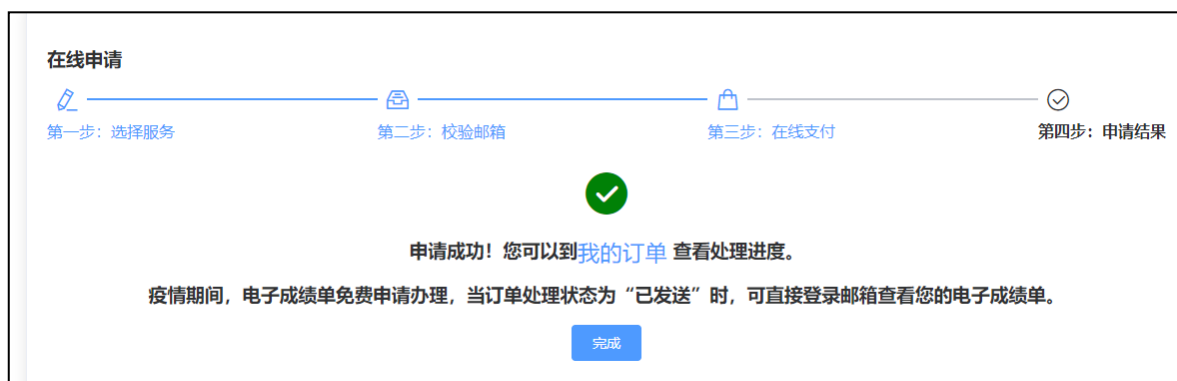 在线申请
第一步：选择服务
第二步：校验邮箱
第三步：在线支付
第四步：申请结果
申请成功！您可以到我的订单 查看处理进度。
疫情期间，电子成绩单免费申请办理，当订单处理状态为“已发送”时，可直接登录邮箱查看您的电子成绩单。
完成